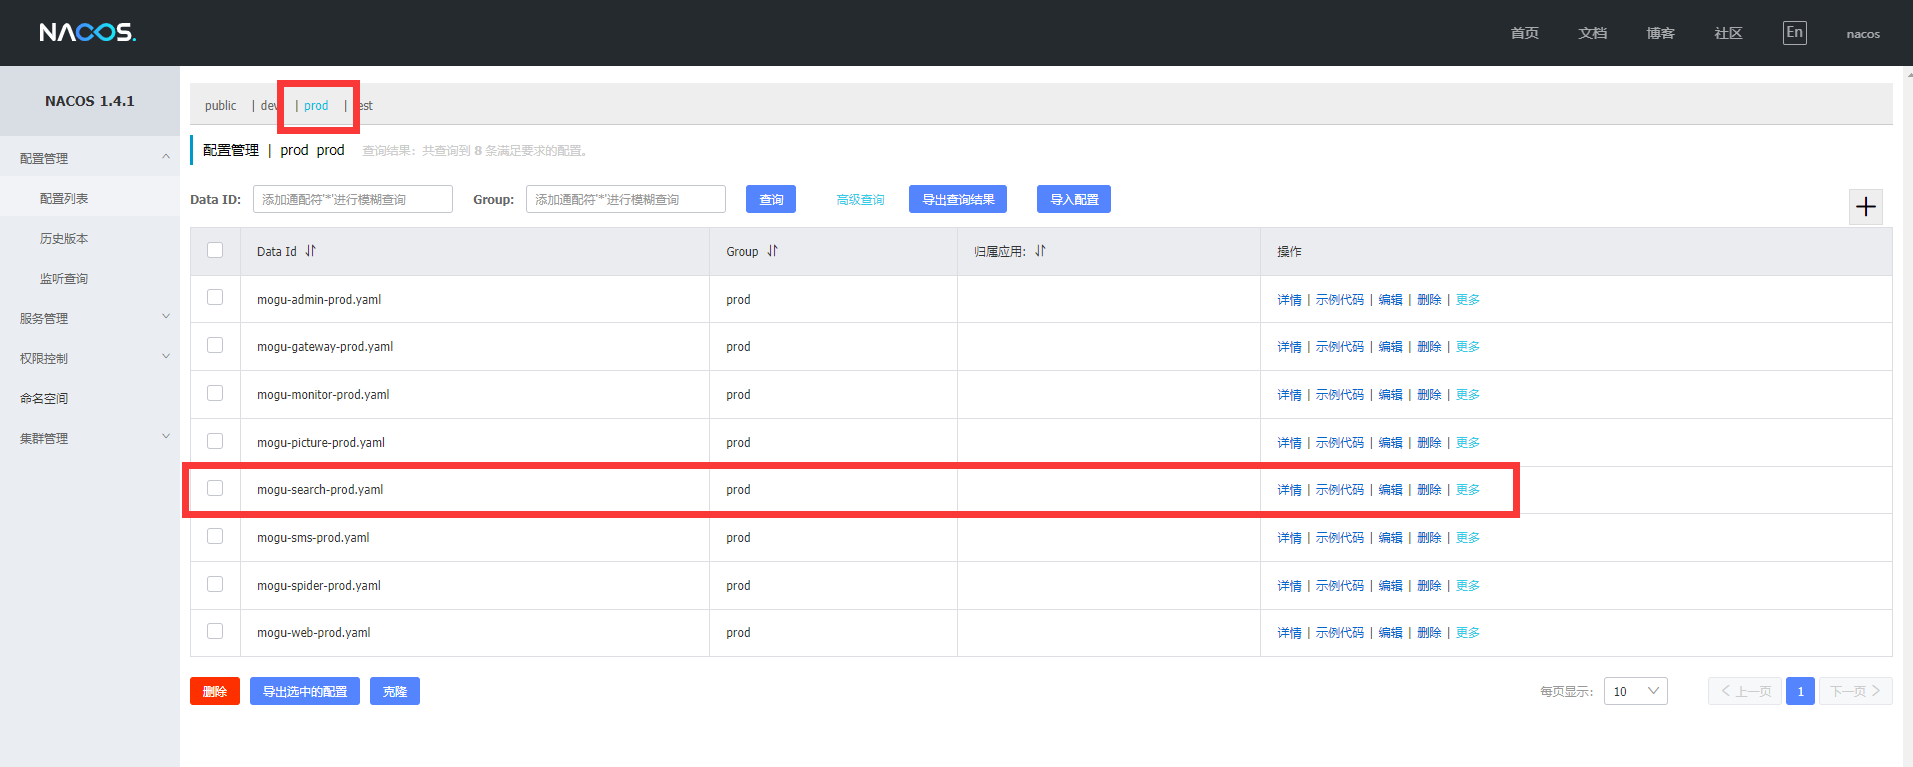 NACOS.
首页 文档 博客 社区 En nacos
NACOS 1.4.1
配置管理
配置列表
历史版本
监听查询
服务管理
权限控制
命名空间
集群管理
public | dev | prod | test
配置管理 | prod prod 查询结果：共查询到 8 条满足要求的配置。
Data ID: 添加通配符'*'进行模糊查询 Group: 添加通配符'*'进行模糊查询 查询 高级查询 导出查询结果 导入配置
Data Id Group 归属应用: 操作
mogu-admin-prod.yaml prod 详情 | 示例代码 | 编辑 | 删除 | 更多
mogu-gateway-prod.yaml prod 详情 | 示例代码 | 编辑 | 删除 | 更多
mogu-monitor-prod.yaml prod 详情 | 示例代码 | 编辑 | 删除 | 更多
mogu-picture-prod.yaml prod 详情 | 示例代码 | 编辑 | 删除 | 更多
mogu-search-prod.yaml prod 详情 | 示例代码 | 编辑 | 删除 | 更多
mogu-sms-prod.yaml prod 详情 | 示例代码 | 编辑 | 删除 | 更多
mogu-spider-prod.yaml prod 详情 | 示例代码 | 编辑 | 删除 | 更多
mogu-web-prod.yaml prod 详情 | 示例代码 | 编辑 | 删除 | 更多
删除 导出选中的配置 克隆 每页显示: 10 上一页 1 下一页